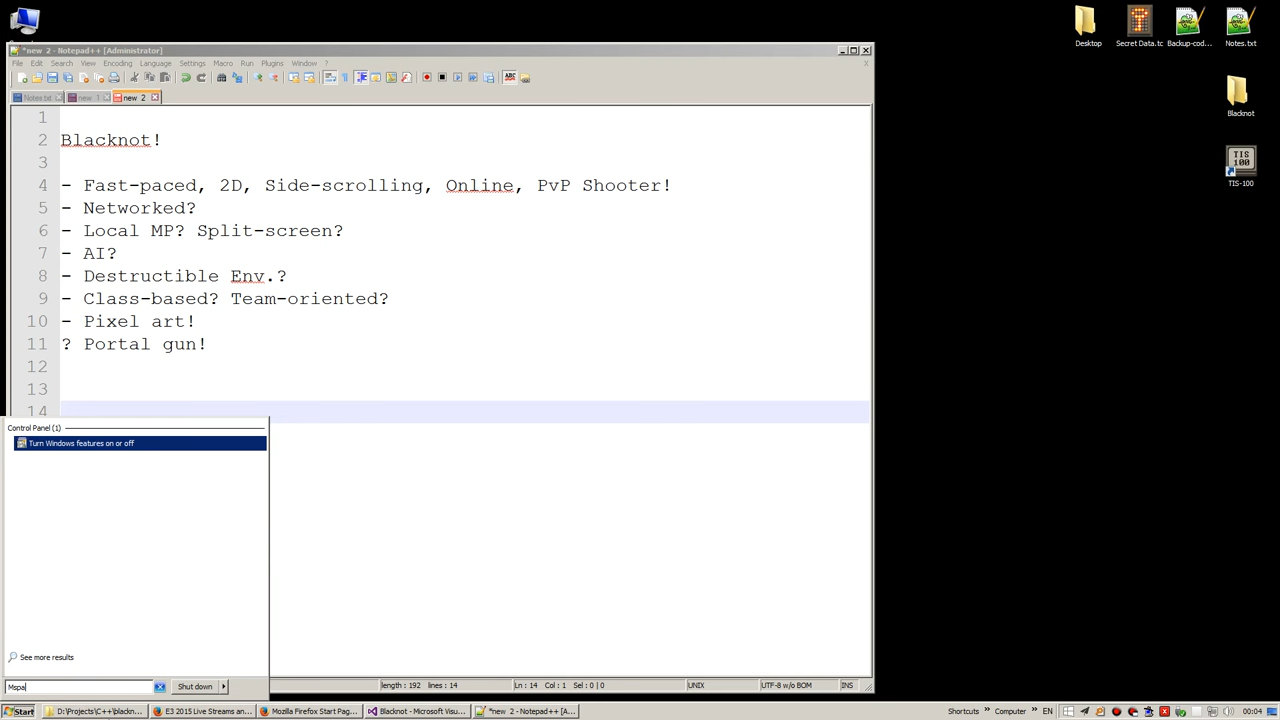 Desktop
Secret Data.tc
Backup-cod...
Notes.txt
*new 2 - Notepad++ [Administrator]
File Edit Search View Encoding Language Settings Macro Run Plugins Window ?
X
ABC
Notes.txt new 1 new 2
Blacknot
TIS 100
TIS-100
1
2 Blacknot!
3
4 - Fast-paced, 2D, Side-scrolling, Online, PvP Shooter!
5 - Networked?
6 - Local MP? Split-screen?
7 - AI?
8 - Destructible Env.?
9 - Class-based? Team-oriented?
10 - Pixel art!
11 ? Portal gun!
12
13
14
Control Panel (1)
Turn Windows features on or off
See more results
Mspa
Shut down
length : 192 lines : 14 Ln : 14 Col : 1 Sel : 0 | 0 UNIX UTF-8 w/o BOM INS
Start D:\Projects\C++\blackn... E3 2015 Live Streams an... Mozilla Firefox Start Pag... Blacknot - Microsoft Visu... *new 2 - Notepad++ [A... Shortcuts » Computer » EN 00:04